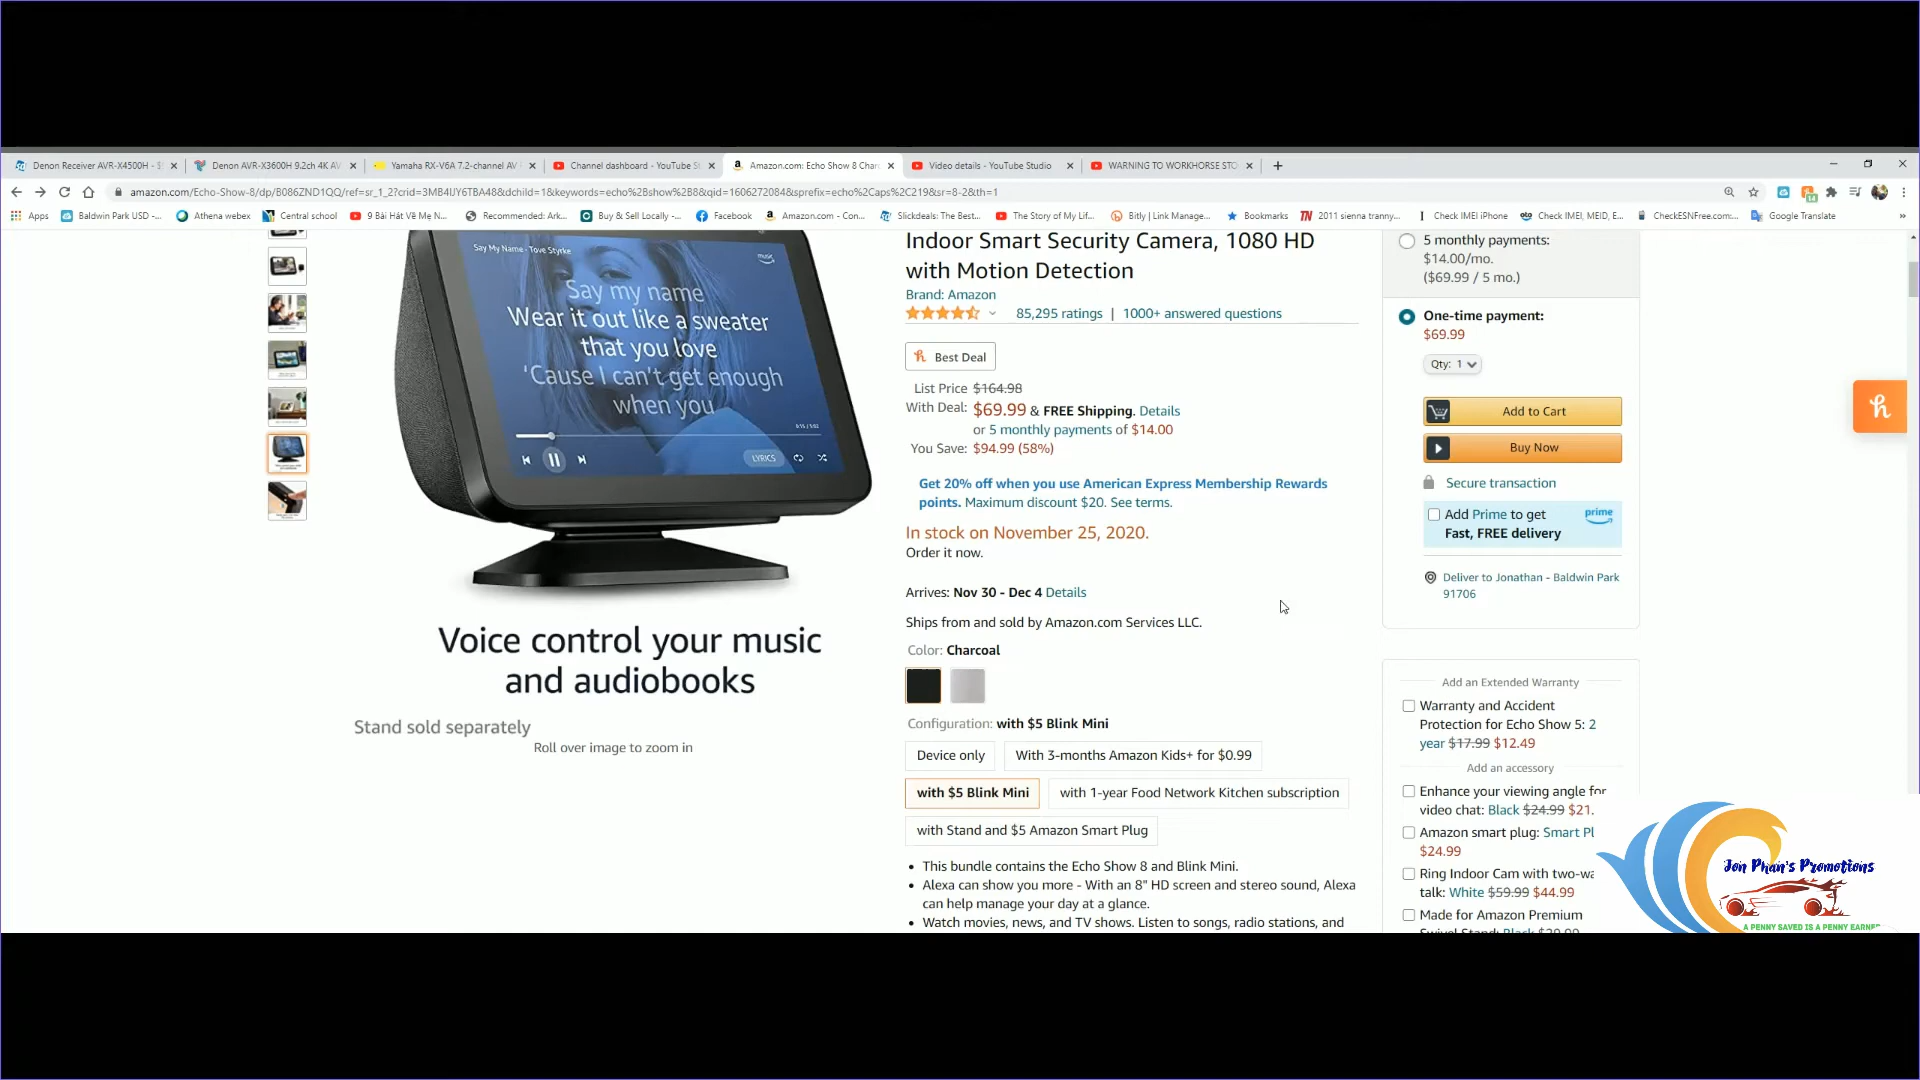 Denon Receiver AVR-X4500H - $
Denon AVR-X3600H 9.2ch 4K AV
Yamaha RX-V6A 7.2-channel AV
Channel dashboard - YouTube S
Amazon.com: Echo Show 8 Char
Video details - YouTube Studio
WARNING TO WORKHORSE STO
amazon.com/Echo-Show-8/dp/B086ZND1QQ/ref=sr_1_2?crid=3MB4UY6TBA48&dchild=1&keywords=echo%2Bshow%2B8&qid=1606272084&sprefix=echo%2Caps%2C219&sr=8-2&th=1
Apps
Baldwin Park USD -...
Athena webex
Central school
9 Bài Hát Về Mẹ N...
Recommended: Ark...
Buy & Sell Locally -...
Facebook
Amazon.com - Con...
Slickdeals: The Best...
The Story of My Lif...
Bitly | Link Manage...
Bookmarks
2011 sienna tranny...
Check IMEI iPhone
Check IMEI, MEID, E...
CheckESNFree.com:...
Google Translate
14
Say My Name - Tove Styrke
music
Say my name
Wear it out like a sweater
that you love
'Cause I can't get enough
when you
LYRICS
Voice control your music
and audiobooks
Stand sold separately
Roll over image to zoom in
Indoor Smart Security Camera, 1080 HD
with Motion Detection
Brand: Amazon
85,295 ratings | 1000+ answered questions
Best Deal
List Price $164.98
With Deal: $69.99 & FREE Shipping. Details
or 5 monthly payments of $14.00
You Save: $94.99 (58%)
Get 20% off when you use American Express Membership Rewards
points. Maximum discount $20. See terms.
In stock on November 25, 2020.
Order it now.
Arrives: Nov 30 - Dec 4 Details
Ships from and sold by Amazon.com Services LLC.
Color: Charcoal
Configuration: with $5 Blink Mini
Device only
With 3-months Amazon Kids+ for $0.99
with $5 Blink Mini
with 1-year Food Network Kitchen subscription
with Stand and $5 Amazon Smart Plug
• This bundle contains the Echo Show 8 and Blink Mini.
• Alexa can show you more - With an 8" HD screen and stereo sound, Alexa
can help manage your day at a glance.
• Watch movies, news, and TV shows. Listen to songs, radio stations, and
5 monthly payments:
$14.00/mo.
($69.99 / 5 mo.)
One-time payment:
$69.99
Qty: 1
Add to Cart
Buy Now
Secure transaction
Add Prime to get
Fast, FREE delivery
prime
Deliver to Jonathan - Baldwin Park
91706
Add an Extended Warranty
Warranty and Accident
Protection for Echo Show 5: 2
year $17.99 $12.49
Add an accessory
Enhance your viewing angle for
video chat: Black $24.99 $21.
Amazon smart plug: Smart Pl
$24.99
Ring Indoor Cam with two-wa
talk: White $59.99 $44.99
Made for Amazon Premium
Swivel Stand: Black $29.99
Jon Phan's Promotions
A PENNY SAVED IS A PENNY EARNED